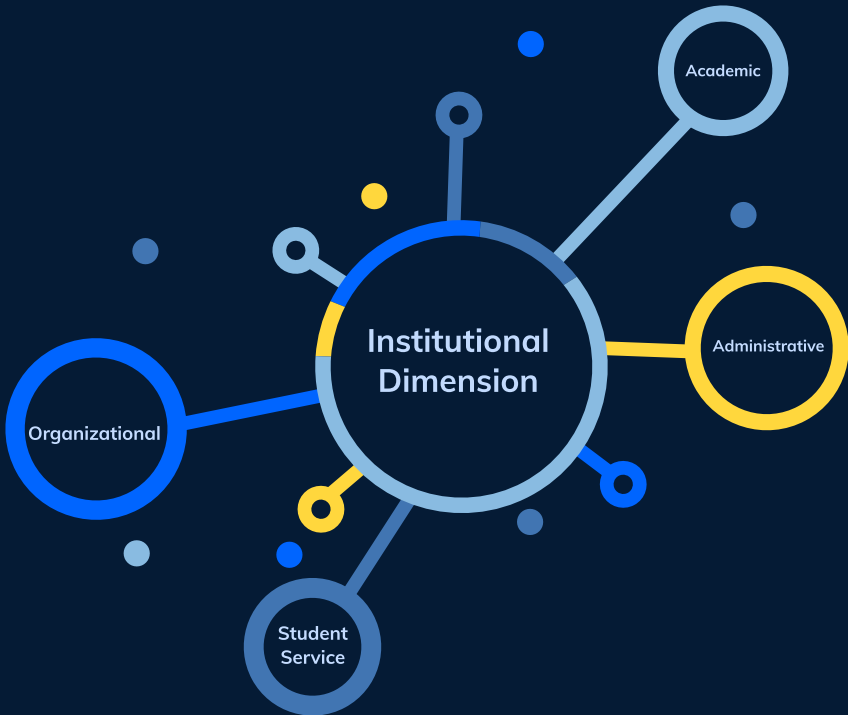 Academic
Institutional
Dimension
Administrative
Organizational
Student
Service